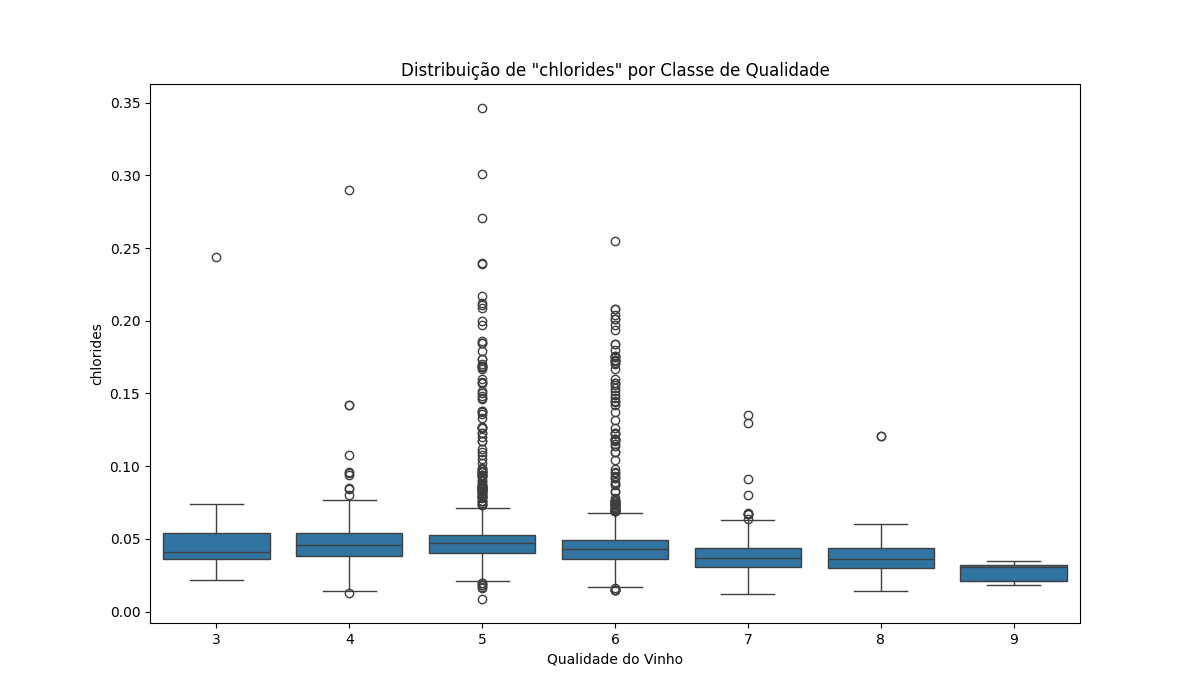 Distribuição de "chlorides" por Classe de Qualidade
0.35
0.30
0.25
0.20
0.15
0.10
0.05
0.00
chlorides
3 4 5 6 7 8 9
Qualidade do Vinho